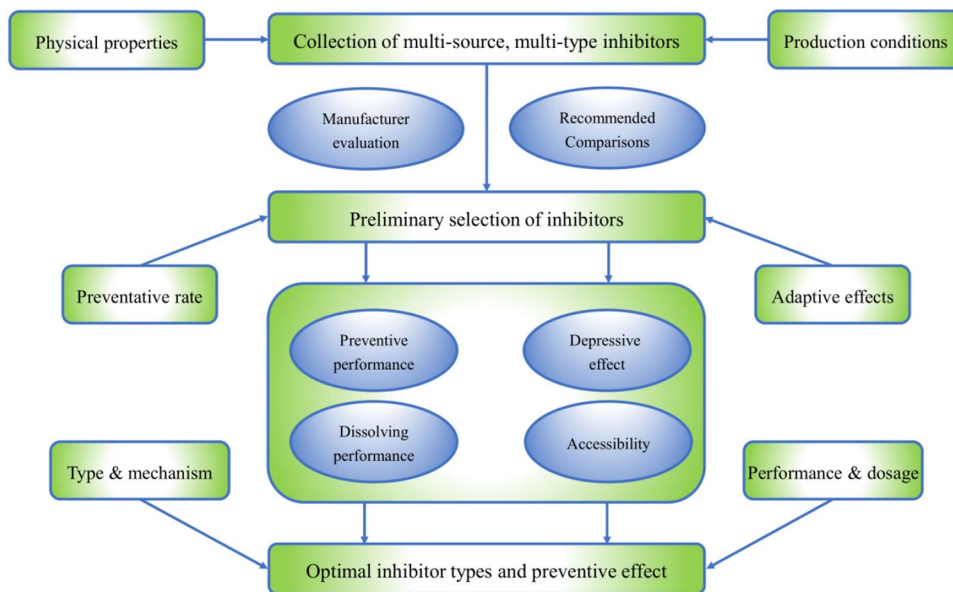 Physical properties
Collection of multi-source, multi-type inhibitors
Production conditions
Manufacturer
evaluation
Recommended
Comparisons
Preliminary selection of inhibitors
Preventative rate
Adaptive effects
Preventive
performance
Depressive
effect
Dissolving
performance
Accessibility
Type & mechanism
Performance & dosage
Optimal inhibitor types and preventive effect